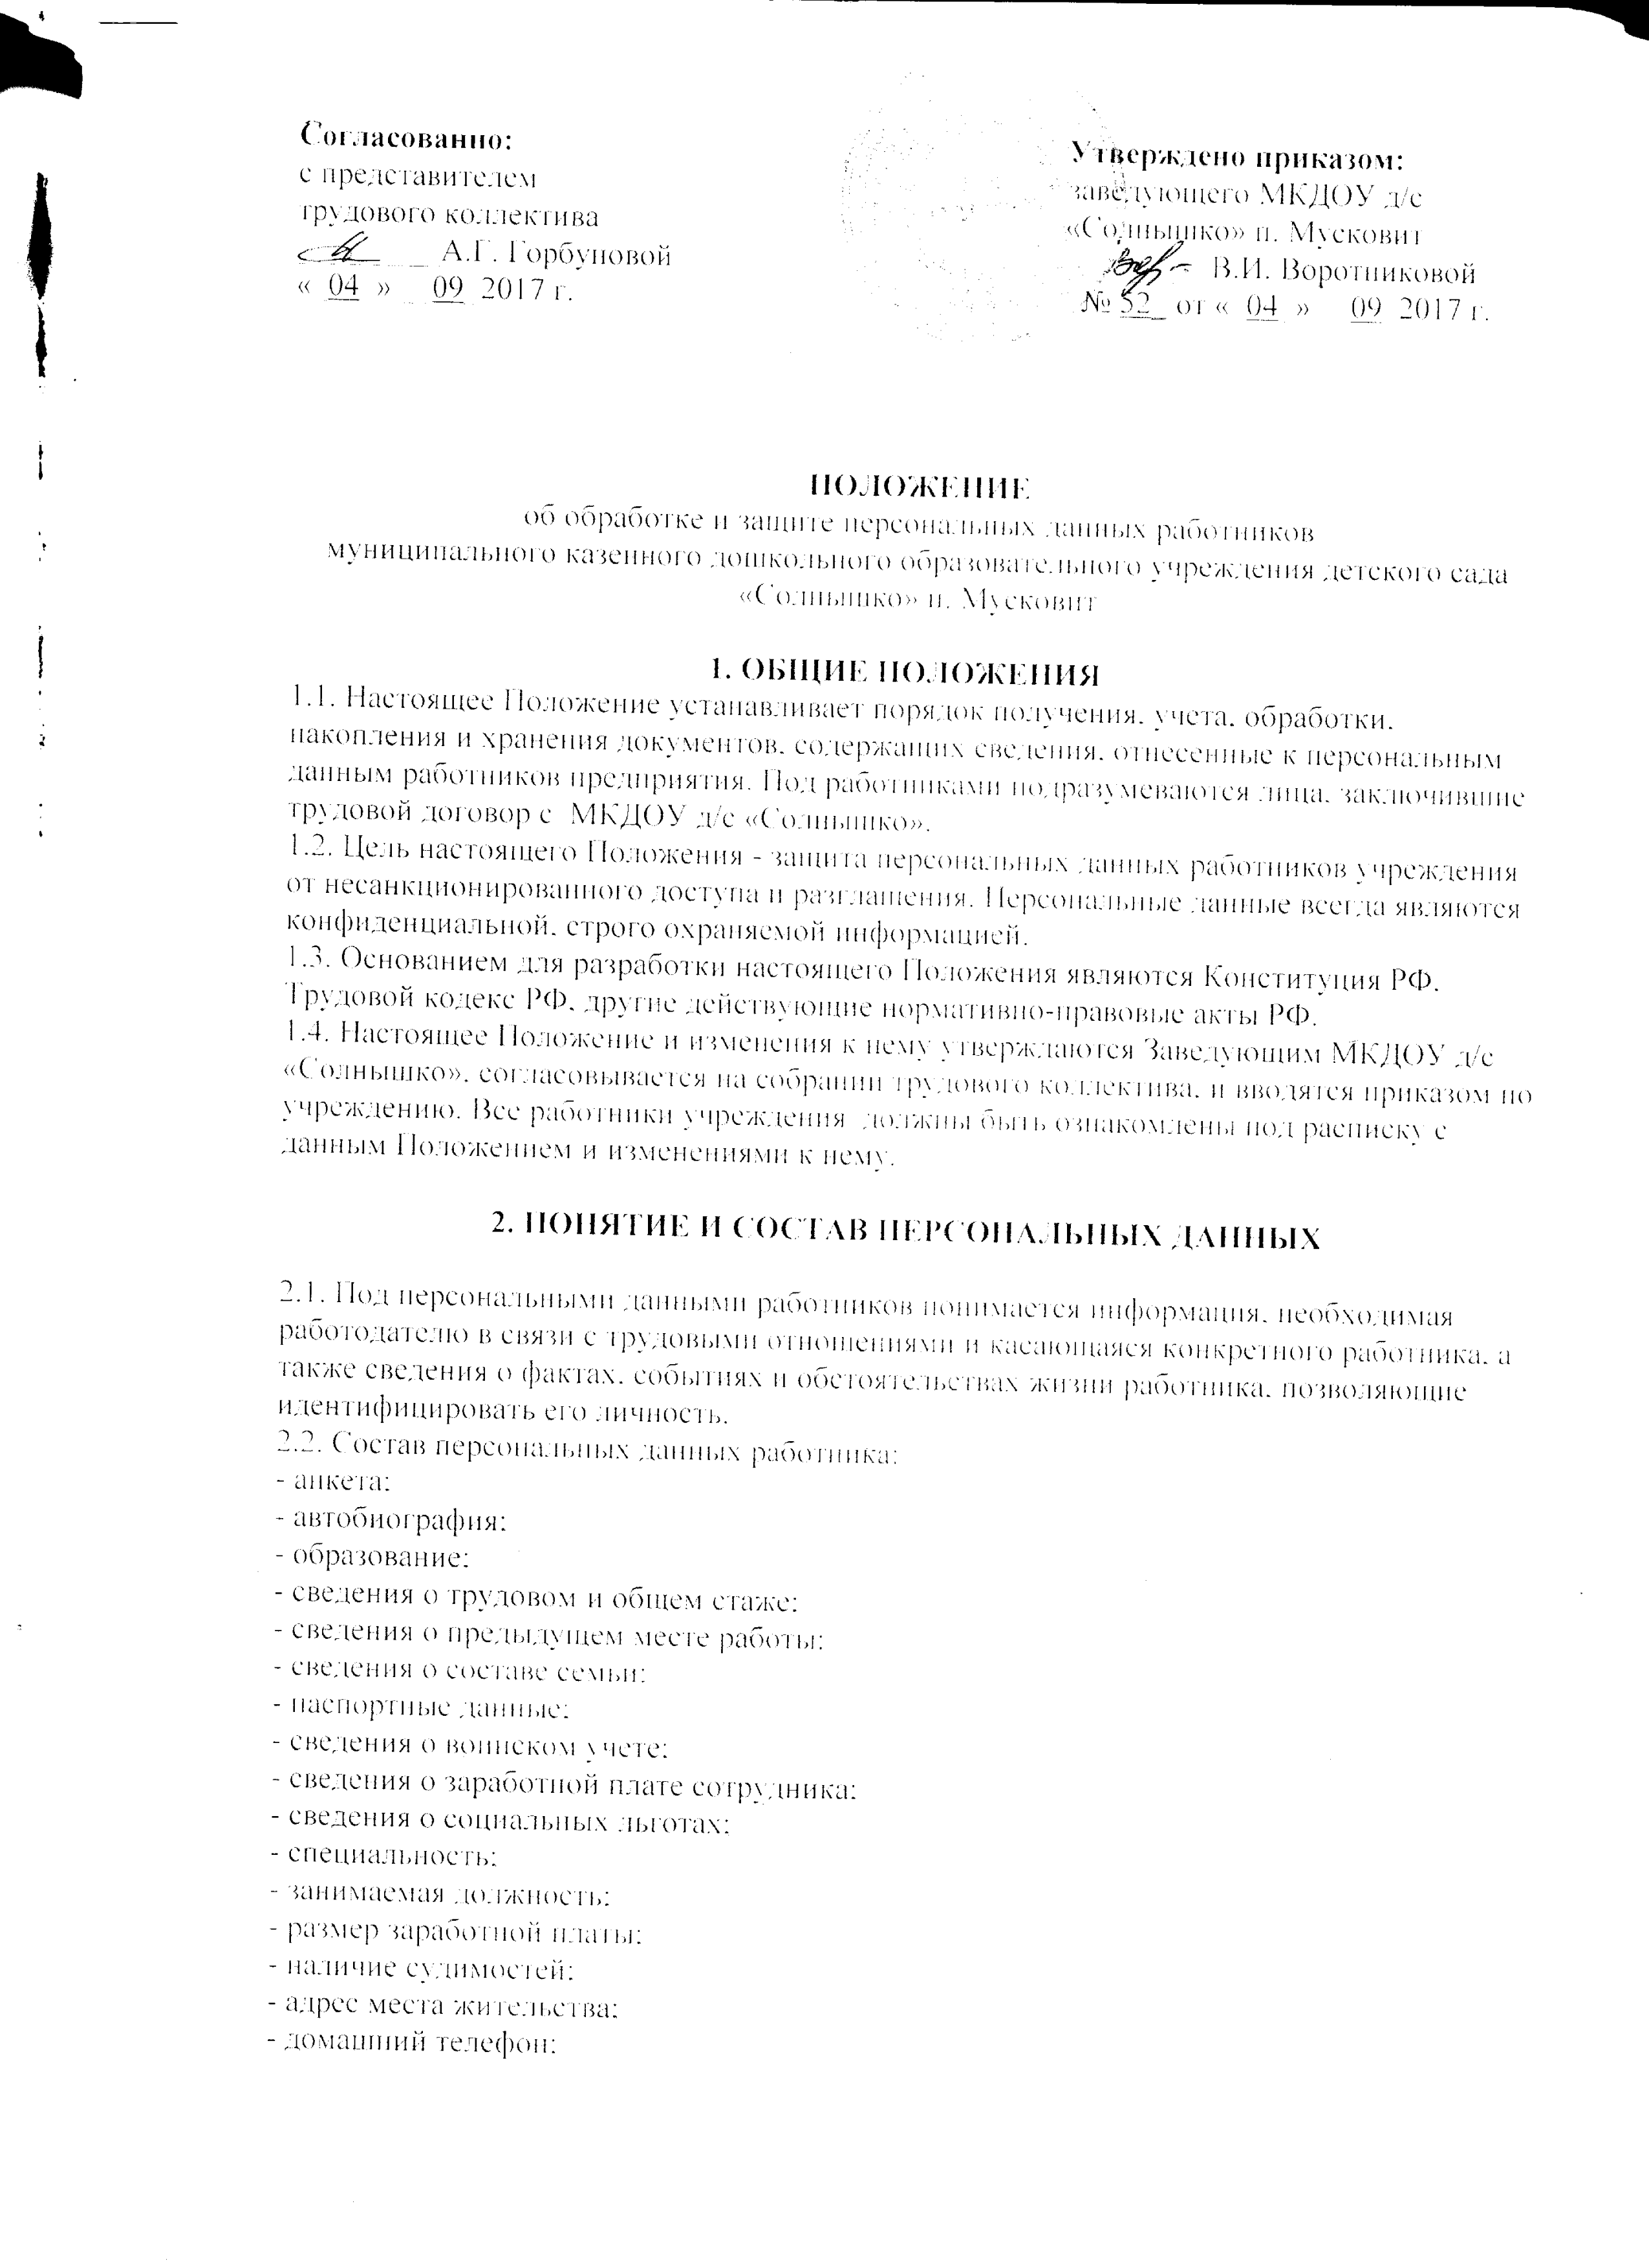 Согласованно:
с представителем
трудового коллектива
А.Г. Горбуновой
« 04 » 09 2017 г.
Утверждено приказом:
заведующего МКДОУ д/с
«Солнышко» п. Мусковит
В.И. Воротниковой
№ 52 от « 04 » 09 2017 г.
ПОЛОЖЕНИЕ
об обработке и защите персональных данных работников
муниципального казенного дошкольного образовательного учреждения детского сада
«Солнышко» п. Мусковит
1. ОБЩИЕ ПОЛОЖЕНИЯ
1.1. Настоящее Положение устанавливает порядок получения, учета, обработки,
накопления и хранения документов, содержащих сведения, отнесенные к персональным
данным работников предприятия. Под работниками подразумеваются лица, заключившие
трудовой договор с МКДОУ д/с «Солнышко».
1.2. Цель настоящего Положения - защита персональных данных работников учреждения
от несанкционированного доступа и разглашения. Персональные данные всегда являются
конфиденциальной, строго охраняемой информацией.
1.3. Основанием для разработки настоящего Положения являются Конституция РФ,
Трудовой кодекс РФ, другие действующие нормативно-правовые акты РФ.
1.4. Настоящее Положение и изменения к нему утверждаются Заведующим МКДОУ д/с
«Солнышко», согласовывается на собрании трудового коллектива, и вводятся приказом по
учреждению. Все работники учреждения должны быть ознакомлены под расписку с
данным Положением и изменениями к нему.
2. ПОНЯТИЕ И СОСТАВ ПЕРСОНАЛЬНЫХ ДАННЫХ
2.1. Под персональными данными работников понимается информация, необходимая
работодателю в связи с трудовыми отношениями и касающаяся конкретного работника, а
также сведения о фактах, событиях и обстоятельствах жизни работника, позволяющие
идентифицировать его личность.
2.2. Состав персональных данных работника:
- анкета;
- автобиография;
- образование;
- сведения о трудовом и общем стаже;
- сведения о предыдущем месте работы;
- сведения о составе семьи;
- паспортные данные;
- сведения о воинском учете;
- сведения о заработной плате сотрудника;
- сведения о социальных льготах;
- специальность;
- занимаемая должность;
- размер заработной платы;
- наличие судимостей;
- адрес места жительства;
- домашний телефон;